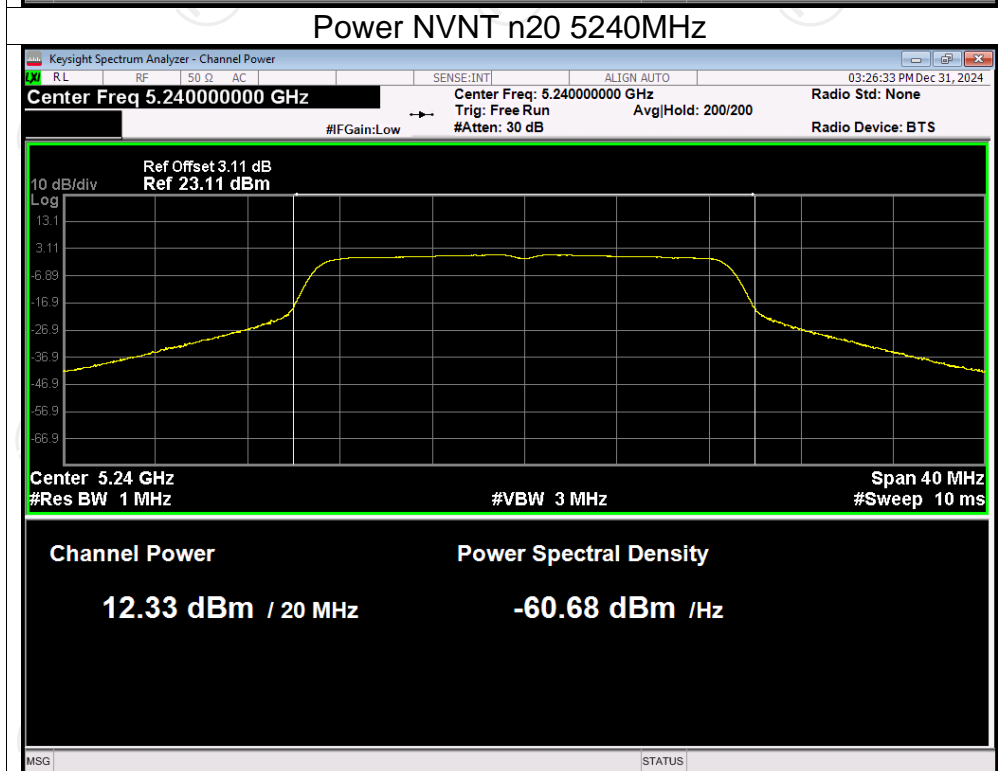 Power NVNT n20 5240MHz
Keysight Spectrum Analyzer - Channel Power
LXI RL RF 50 Ω AC SENSE:INT ALIGN AUTO 03:26:33 PM Dec 31, 2024
Center Freq 5.240000000 GHz Center Freq: 5.240000000 GHz Radio Std: None
Trig: Free Run Avg|Hold: 200/200
#IFGain:Low #Atten: 30 dB Radio Device: BTS
Ref Offset 3.11 dB
10 dB/div Ref 23.11 dBm
Log
13.1
3.11
-6.89
-16.9
-26.9
-36.9
-46.9
-56.9
-66.9
Center 5.24 GHz Span 40 MHz
#Res BW 1 MHz #VBW 3 MHz #Sweep 10 ms
Channel Power Power Spectral Density
12.33 dBm / 20 MHz -60.68 dBm /Hz
MSG STATUS